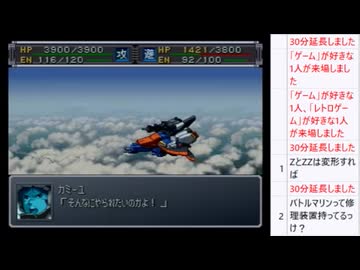 HP 3900/3900
EN 116/120
攻
避
HP 1421/3800
EN 92/100
カミーユ
「そんなにやられたいのかよ！」
30分延長しました
「ゲーム」が好きな
1人が来場しまし
た
「ゲーム」が好きな
1人、「レトロゲ
ーム」が好きな1人
が来場しました
30分延長しました
1 ZとZZは変形すれ
ば
30分延長しました
2 バトルマリンって修
理装置持ってるっ
け？